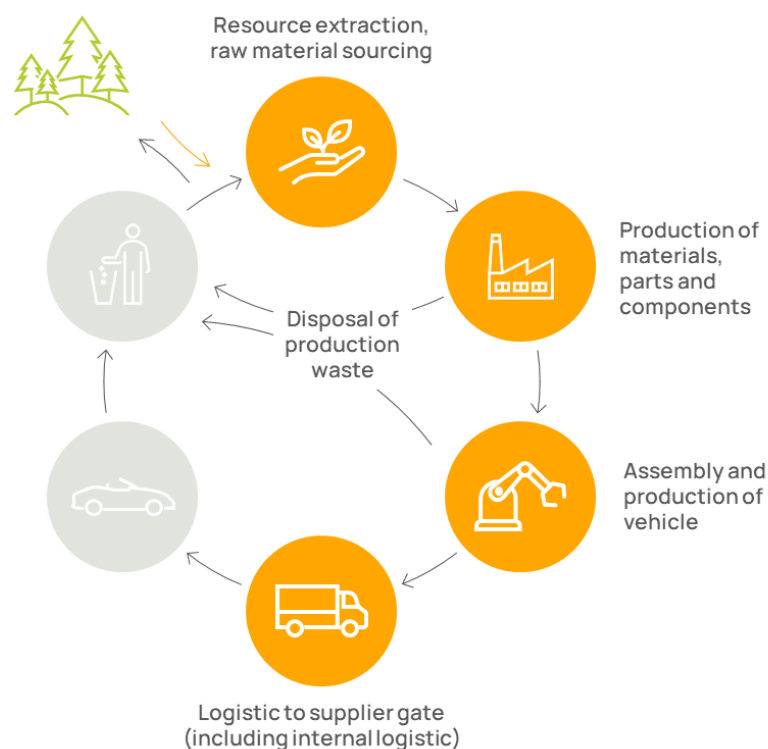 Resource extraction,
raw material sourcing
Production of
materials,
parts and
components
Disposal of
production
waste
Assembly and
production of
vehicle
Logistic to supplier gate
(including internal logistic)